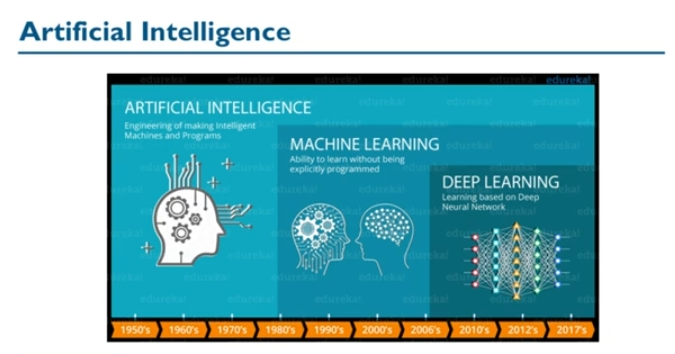 Artificial Intelligence
edureka!
ARTIFICIAL INTELLIGENCE
Engineering of making Intelligent
Machines and Programs
MACHINE LEARNING
Ability to learn without being
explicitly programmed
DEEP LEARNING
Learning based on Deep
Neural Network
1950's 1960's 1970's 1980's 1990's 2000's 2006's 2010's 2012's 2017's